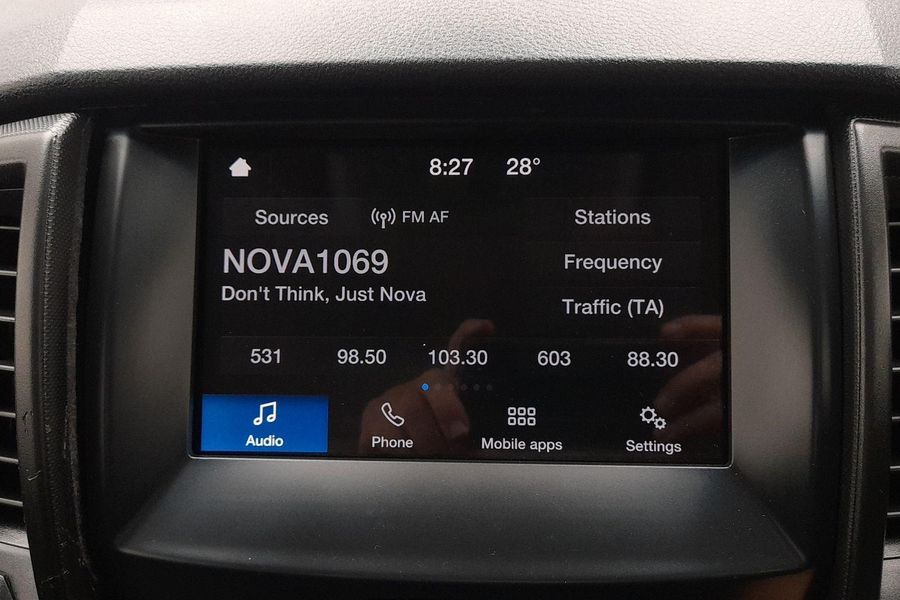 8:27 28°
Sources FM AF Stations
NOVA1069
Frequency
Don't Think, Just Nova
Traffic (TA)
531 98.50 103.30 603 88.30
Audio Phone Mobile apps Settings